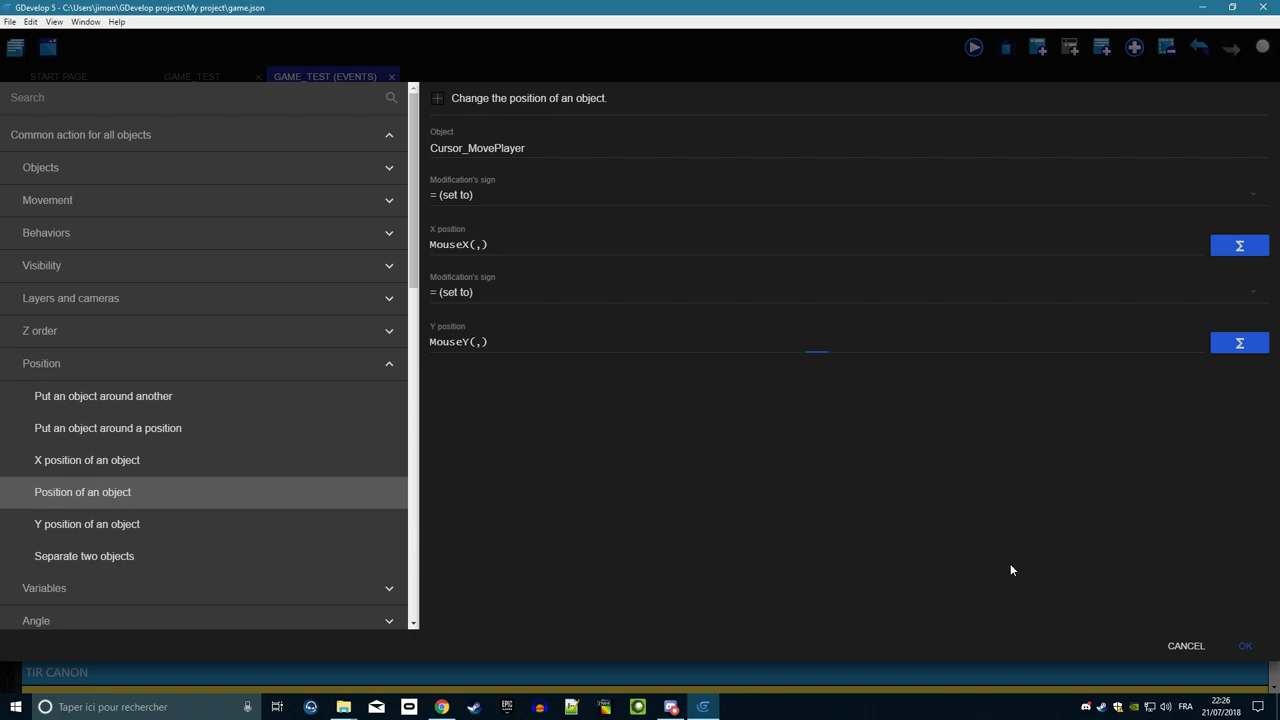 GDevelop 5 - C:\Users\jimon\GDevelop projects\My project\game.json
File Edit View Window Help
START PAGE GAME_TEST GAME_TEST (EVENTS)
Search
Common action for all objects
Objects
Movement
Behaviors
Visibility
Layers and cameras
Z order
Position
Put an object around another
Put an object around a position
X position of an object
Position of an object
Y position of an object
Separate two objects
Variables
Angle
Change the position of an object.
Object
Cursor_MovePlayer
Modification's sign
= (set to)
X position
MouseX(,)
Σ
Modification's sign
= (set to)
Y position
MouseY(,)
Σ
CANCEL OK
TIR CANON
Taper ici pour rechercher
FRA
22:26
21/07/2018